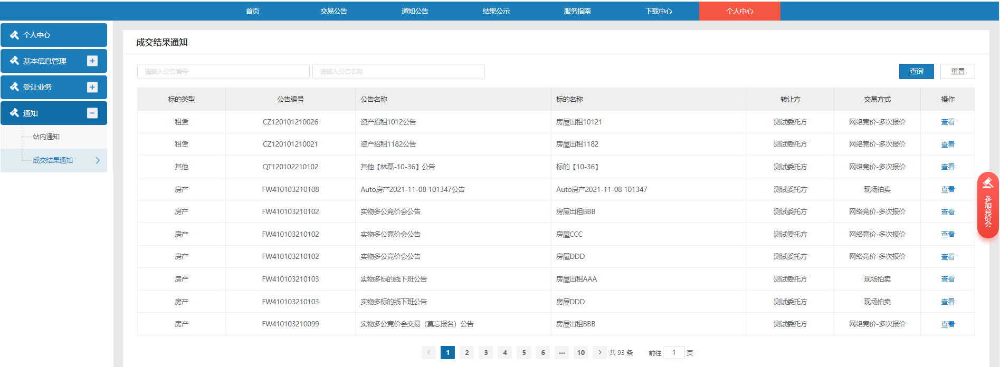 首页 交易公告 通知公告 结果公示 服务指南 下载中心 个人中心
个人中心
基本信息管理
受让业务
通知
站内通知
成交结果通知
成交结果通知
请输入公告编号 请输入公告名称 查询 重置
标的类型 公告编号 公告名称 标的名称 转让方 交易方式 操作
租赁 CZ120101210026 资产招租1012公告 房屋出租10121 测试委托方 网络竞价-多次报价 查看
租赁 CZ120101210021 资产招租1182公告 房屋出租1182 测试委托方 网络竞价-多次报价 查看
其他 QT120102210102 其他【林磊-10-36】公告 标的【10-36】 测试委托方 网络竞价-多次报价 查看
房产 FW410103210108 Auto房产2021-11-08 101347公告 Auto房产2021-11-08 101347 测试委托方 现场拍卖 查看
房产 FW410103210102 实物多公竞价会公告 房屋出租BBB 测试委托方 网络竞价-多次报价 查看
房产 FW410103210102 实物多公竞价会公告 房屋CCC 测试委托方 网络竞价-多次报价 查看
房产 FW410103210102 实物多公竞价会公告 房屋DDD 测试委托方 网络竞价-多次报价 查看
房产 FW410103210103 实物多标的线下班公告 房屋出租AAA 测试委托方 现场拍卖 查看
房产 FW410103210103 实物多标的线下班公告 房屋DDD 测试委托方 现场拍卖 查看
房产 FW410103210099 实物多公竞价会交易（莫忘报名）公告 房屋出租BBB 测试委托方 网络竞价-多次报价 查看
1 2 3 4 5 6 ... 10 共 93 条 前往 1 页
参加竞价会